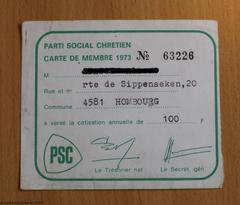 PARTI SOCIAL CHRETIEN
CARTE DE MEMBRE 1973 No 63226
M
rte de Sippenseken,20
Rue et n°
4581 HOMBOURG
Commune
a versé la cotisation annuelle de 100 F.
PSC
Le Trésorier nat Le Secret. gén